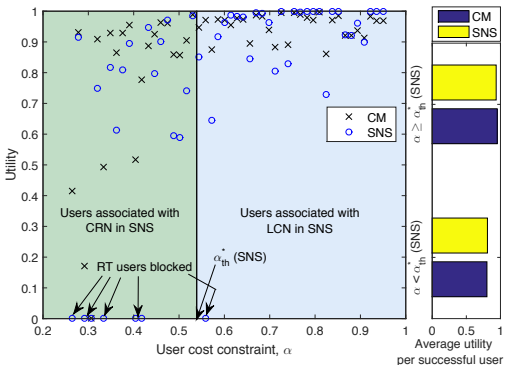 CM
SNS
1
0.9
0.8
0.7
0.6
0.5
0.4
0.3
0.2
0.1
0
Utility
CM
SNS
Users associated with
CRN in SNS
Users associated with
LCN in SNS
RT users blocked
α*th (SNS)
0.2 0.3 0.4 0.5 0.6 0.7 0.8 0.9 1
User cost constraint, α
α ≥ α*th (SNS)
α < α*th (SNS)
0 0.5 1
Average utility
per successful user